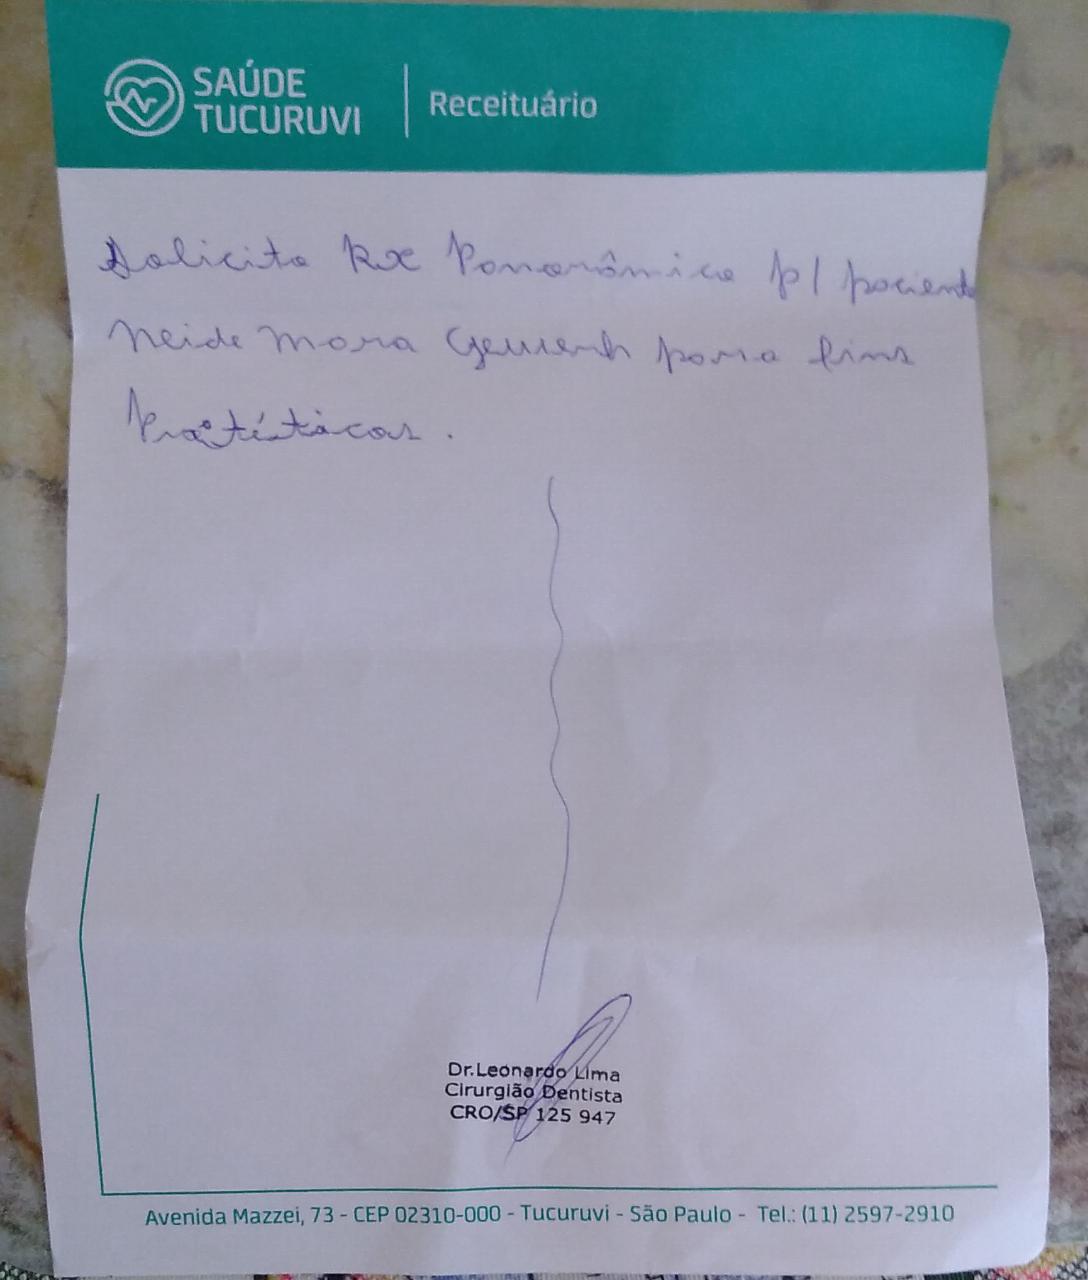 SAÚDE
TUCURUVI
Receituário
Solicito Rx Panorâmica p/ paciente
Neide Mara para fins
Protéticos.
Dr.Leonardo Lima
Cirurgião Dentista
CRO/SP 125 947
Avenida Mazzei, 73 - CEP 02310-000 - Tucuruvi - São Paulo - Tel.: (11) 2597-2910